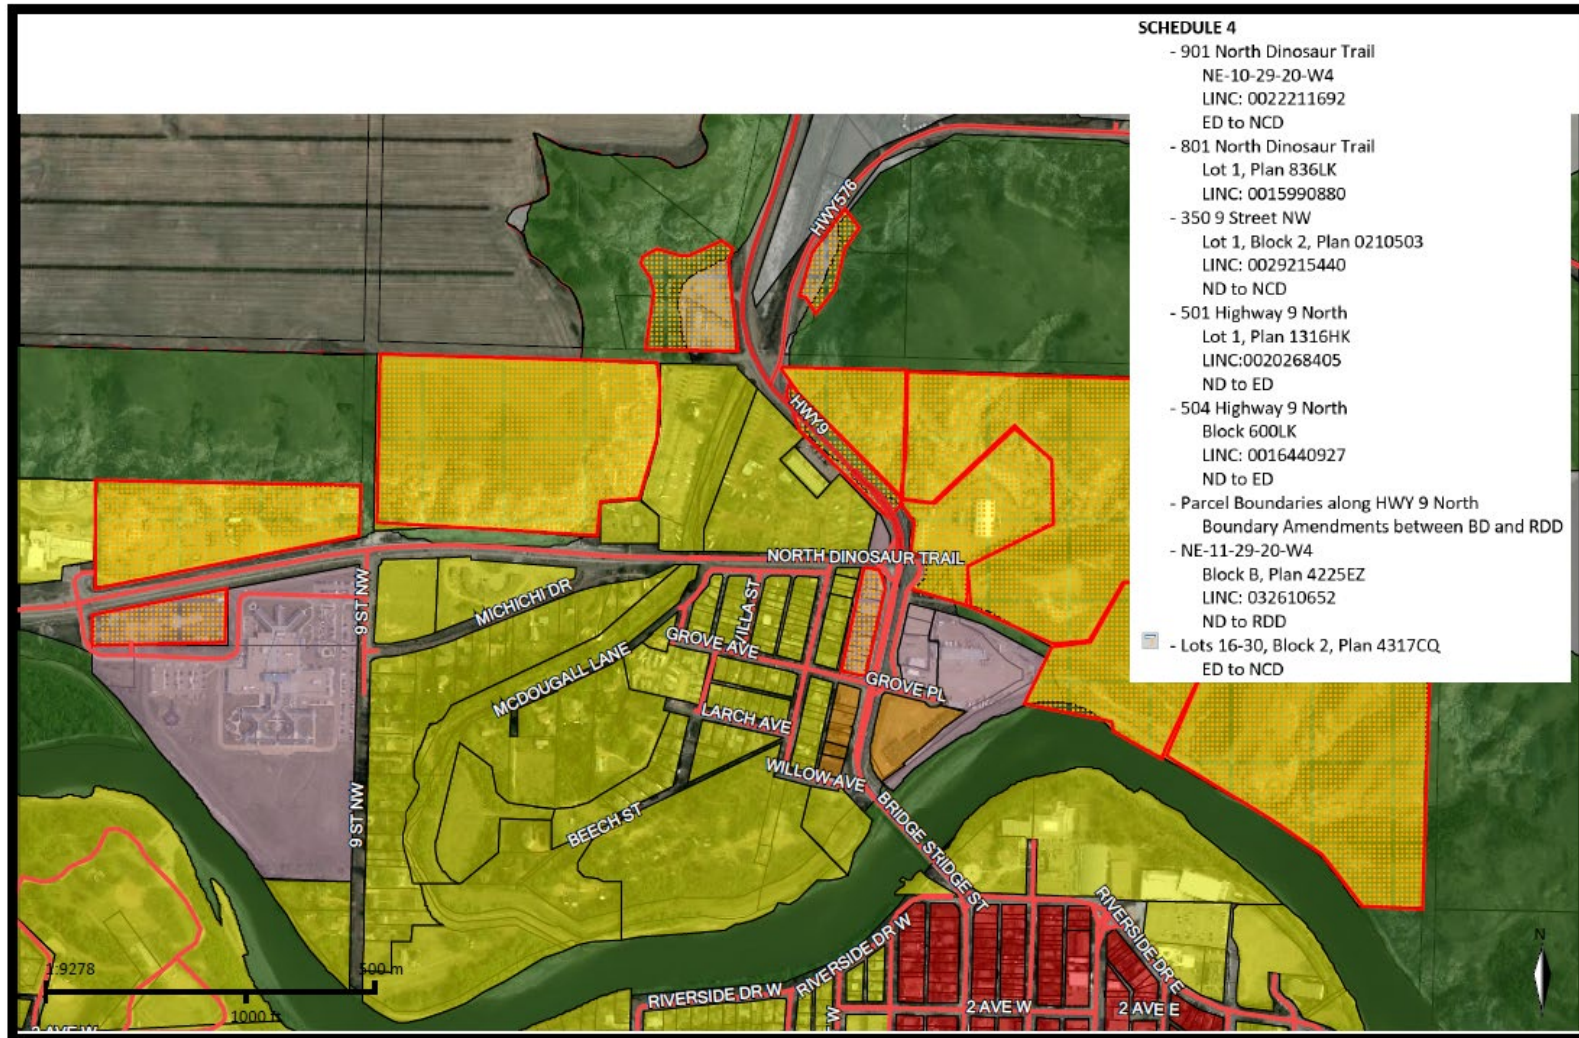 SCHEDULE 4
- 901 North Dinosaur Trail
NE-10-29-20-W4
LINC: 0022211692
ED to NCD
- 801 North Dinosaur Trail
Lot 1, Plan 836LK
LINC: 0015990880
- 350 9 Street NW
Lot 1, Block 2, Plan 0210503
LINC: 0029215440
ND to NCD
- 501 Highway 9 North
Lot 1, Plan 1316HK
LINC:0020268405
ND to ED
- 504 Highway 9 North
Block 600LK
LINC: 0016440927
ND to ED
- Parcel Boundaries along HWY 9 North
Boundary Amendments between BD and RDD
- NE-11-29-20-W4
Block B, Plan 4225EZ
LINC: 032610652
ND to RDD
- Lots 16-30, Block 2, Plan 4317CQ
ED to NCD
HWY576
HWY9
NORTH DINOSAUR TRAIL
MICHICHI DR
9 ST NW
VILLA ST
GROVE AVE
MCDOUGALL LANE
GROVE PL
LARCH AVE
WILLOW AVE
9 ST NW
BEECH ST
BRIDGE STRIDGE ST
RIVERSIDE DR W
RIVERSIDE DR E
RIVERSIDE DR W
2 AVE W
2 AVE E
W
2 AVE W
1:9278
500 m
1000 ft
N